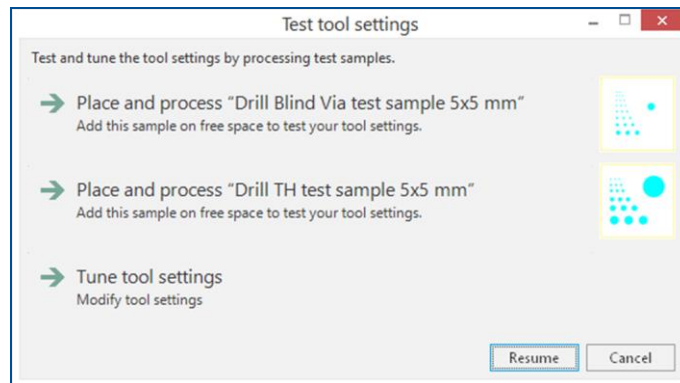 Test tool settings
Test and tune the tool settings by processing test samples.
Place and process “Drill Blind Via test sample 5x5 mm”
Add this sample on free space to test your tool settings.
Place and process “Drill TH test sample 5x5 mm”
Add this sample on free space to test your tool settings.
Tune tool settings
Modify tool settings
Resume
Cancel